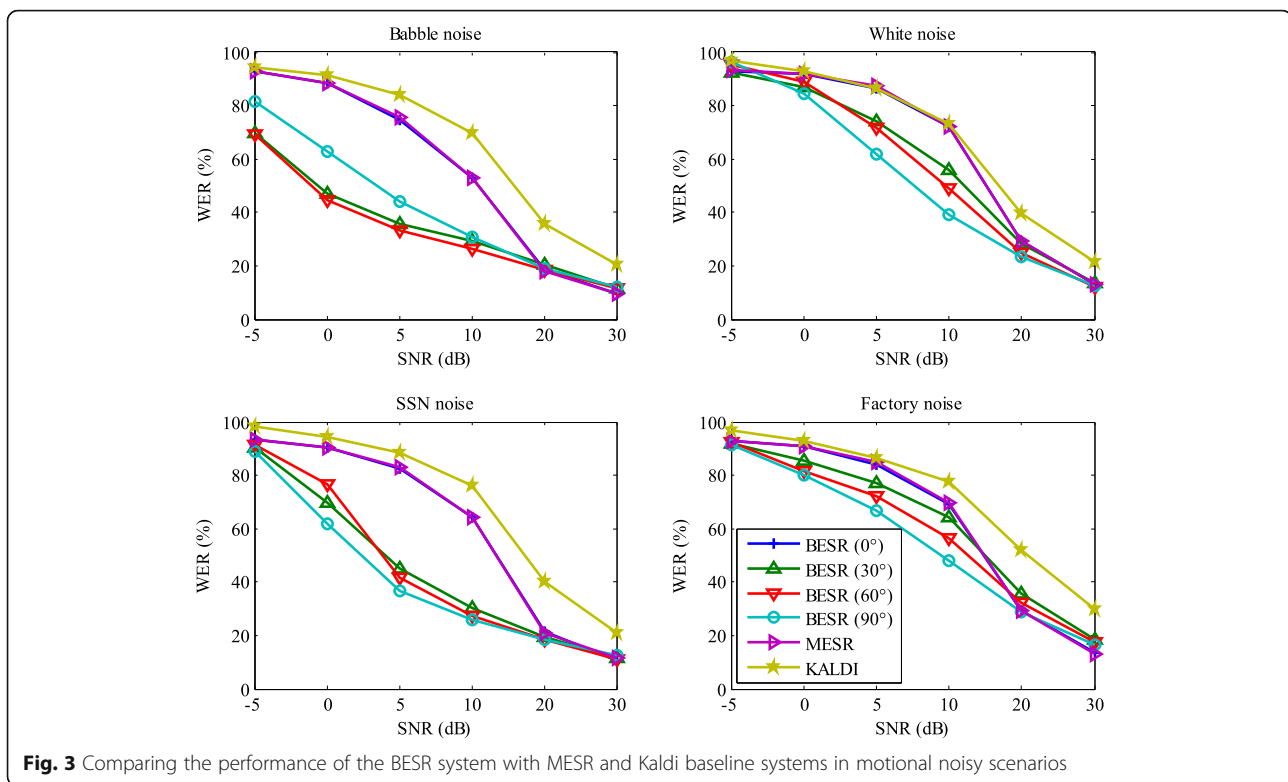 Babble noise
100
80
60
40
20
0
WER (%)
-5 0 5 10 20 30
SNR (dB)
White noise
100
80
60
40
20
0
WER (%)
-5 0 5 10 20 30
SNR (dB)
SSN noise
100
80
60
40
20
0
WER (%)
-5 0 5 10 20 30
SNR (dB)
Factory noise
100
80
60
40
20
0
WER (%)
BESR (0°)
BESR (30°)
BESR (60°)
BESR (90°)
MESR
KALDI
-5 0 5 10 20 30
SNR (dB)
Fig. 3 Comparing the performance of the BESR system with MESR and Kaldi baseline systems in motional noisy scenarios